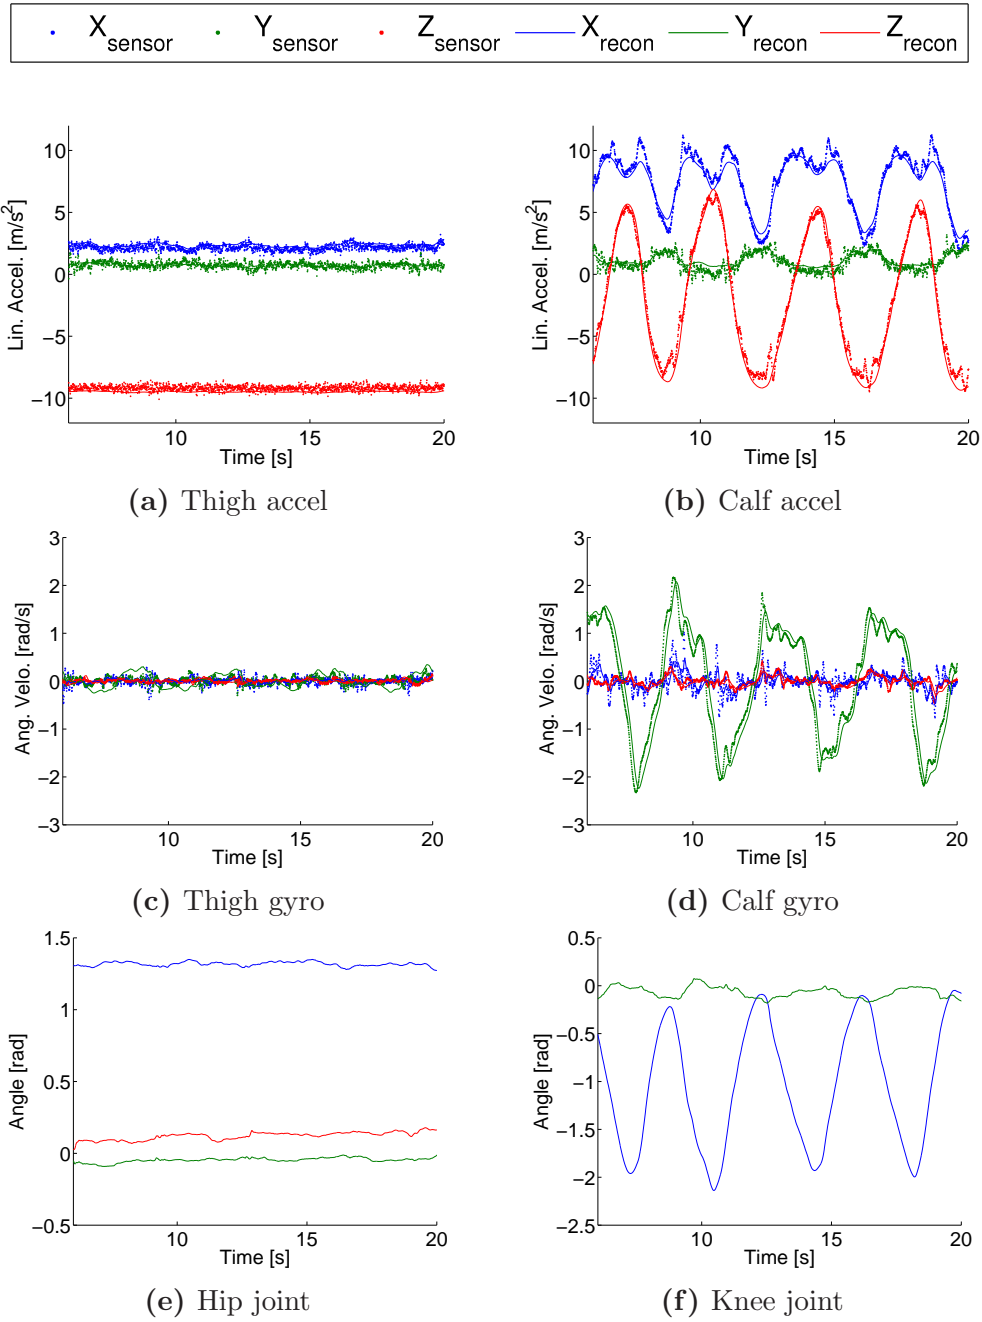 X_sensor Y_sensor Z_sensor X_recon Y_recon Z_recon
10
5
0
−5
−10
Lin. Accel. [m/s^2]
10 15 20
Time [s]
(a) Thigh accel
10
5
0
−5
−10
Lin. Accel. [m/s^2]
10 15 20
Time [s]
(b) Calf accel
3
2
1
0
−1
−2
−3
Ang. Velo. [rad/s]
10 15 20
Time [s]
(c) Thigh gyro
3
2
1
0
−1
−2
−3
Ang. Velo. [rad/s]
10 15 20
Time [s]
(d) Calf gyro
1.5
1
0.5
0
−0.5
Angle [rad]
10 15 20
Time [s]
(e) Hip joint
0.5
0
−0.5
−1
−1.5
−2
−2.5
Angle [rad]
10 15 20
Time [s]
(f) Knee joint